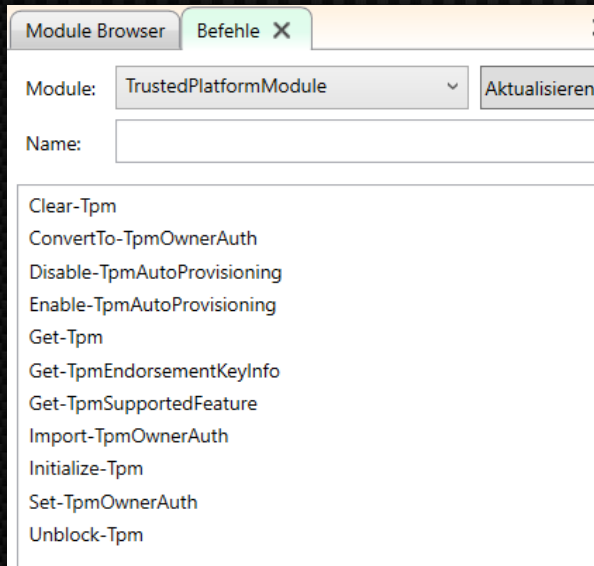 Module Browser Befehle
Module: TrustedPlatformModule Aktualisieren
Name:
Clear-Tpm
ConvertTo-TpmOwnerAuth
Disable-TpmAutoProvisioning
Enable-TpmAutoProvisioning
Get-Tpm
Get-TpmEndorsementKeyInfo
Get-TpmSupportedFeature
Import-TpmOwnerAuth
Initialize-Tpm
Set-TpmOwnerAuth
Unblock-Tpm